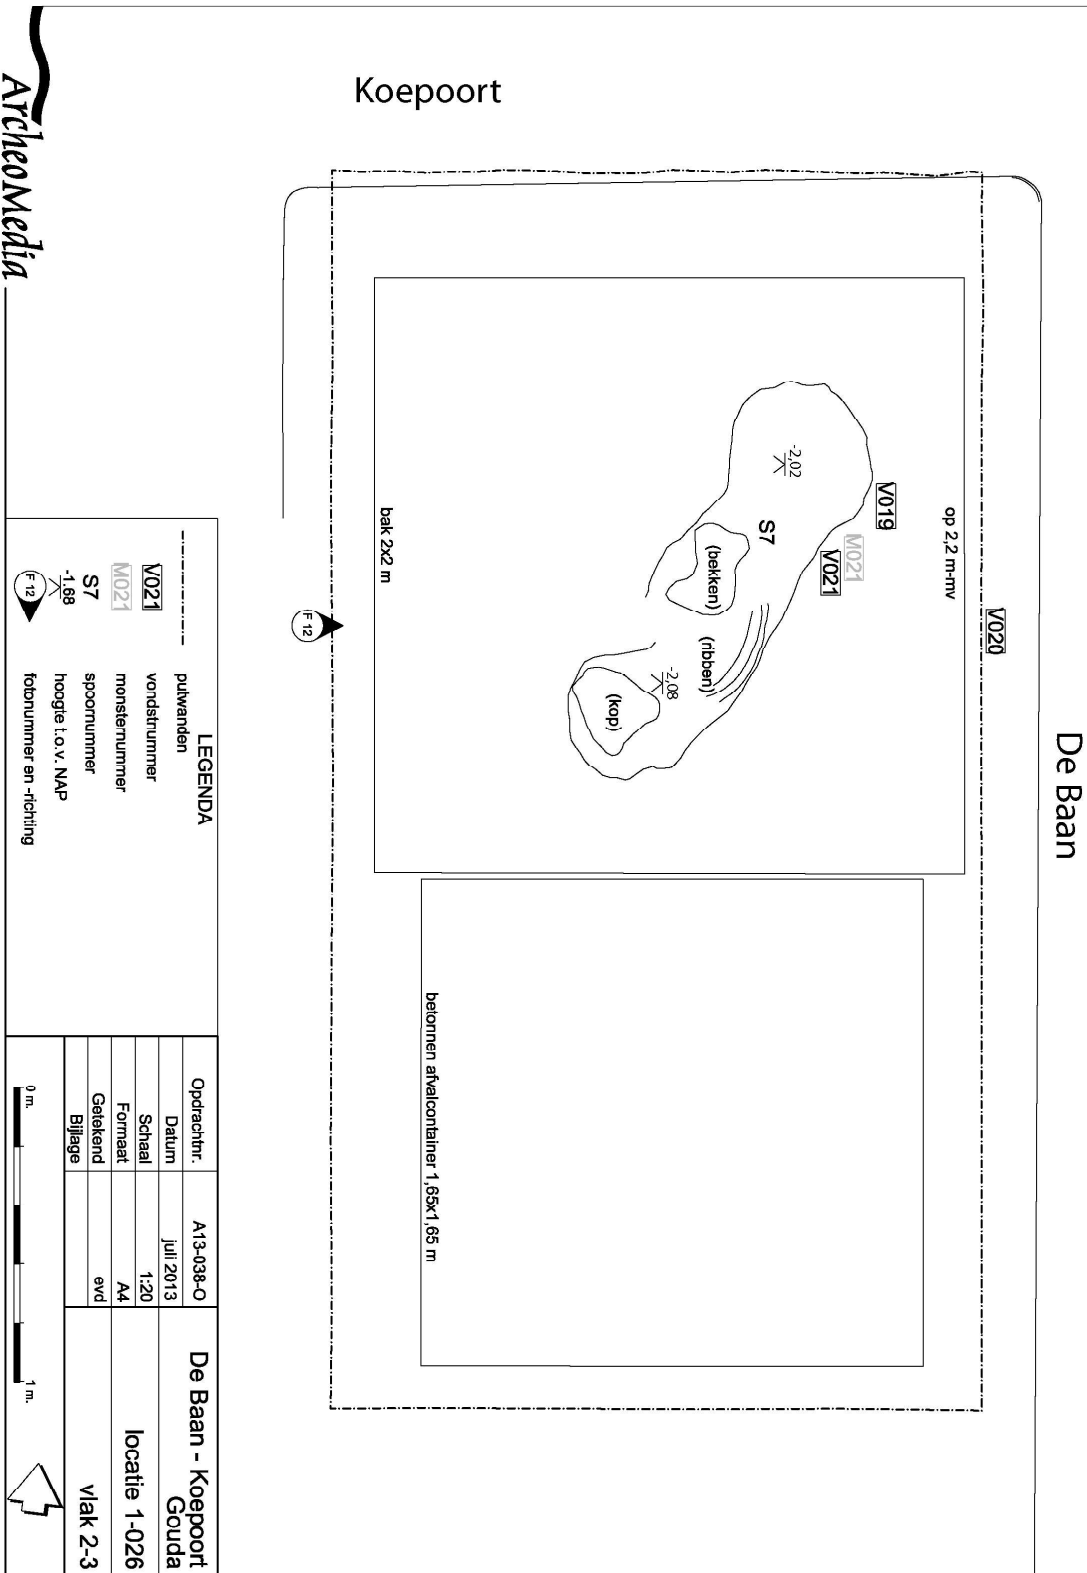 Koepoort
De Baan
ArcheoMedia
op 2,2 m-mv
V020
V019
M021
V021
-2,02
S7
(bekken)
(ribben)
-2,08
(kop)
bak 2x2 m
F 12
betonnen afvalcontainer 1,65x1,65 m
LEGENDA
putwanden
V021 vondstnummer
M021 monsternummer
S7 spoornummer
-1.68 hoogte t.o.v. NAP
F 12 fotonummer en -richting
Opdrachtnr. A13-038-O
Datum juli 2013
Schaal 1:20
Formaat A4
Getekend evd
Bijlage
De Baan - Koepoort
Gouda
locatie 1-026
vlak 2-3
0 m. 1 m.